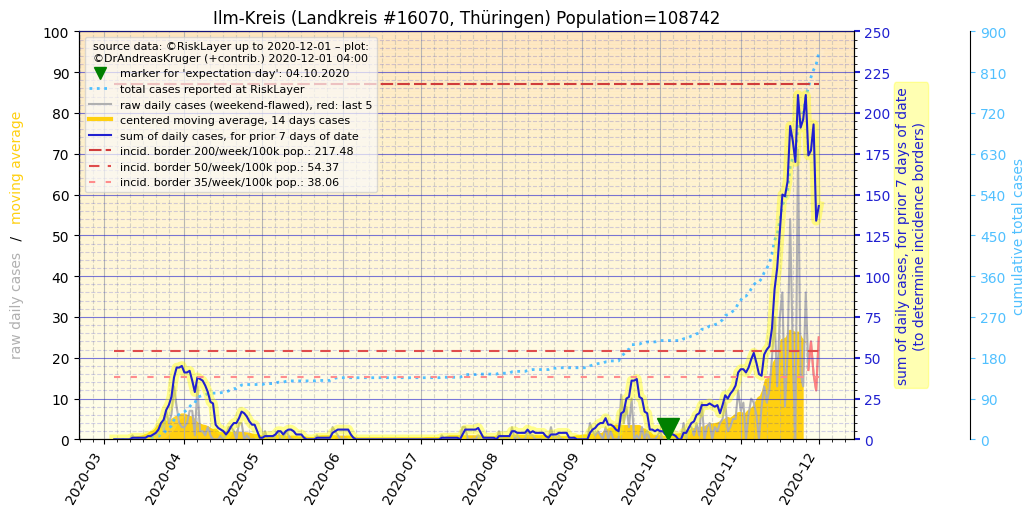 Ilm-Kreis (Landkreis #16070, Thüringen) Population=108742
source data: ©RiskLayer up to 2020-12-01 – plot:
©DrAndreasKruger (+contrib.) 2020-12-01 04:00
marker for 'expectation day': 04.10.2020
total cases reported at RiskLayer
raw daily cases (weekend-flawed), red: last 5
centered moving average, 14 days cases
sum of daily cases, for prior 7 days of date
incid. border 200/week/100k pop.: 217.48
incid. border 50/week/100k pop.: 54.37
incid. border 35/week/100k pop.: 38.06
raw daily cases / moving average
100
90
80
70
60
50
40
30
20
10
0
250
225
200
175
150
125
100
75
50
25
0
sum of daily cases, for prior 7 days of date
(to determine incidence borders)
900
810
720
630
540
450
360
270
180
90
0
cumulative total cases
2020-03
2020-04
2020-05
2020-06
2020-07
2020-08
2020-09
2020-10
2020-11
2020-12